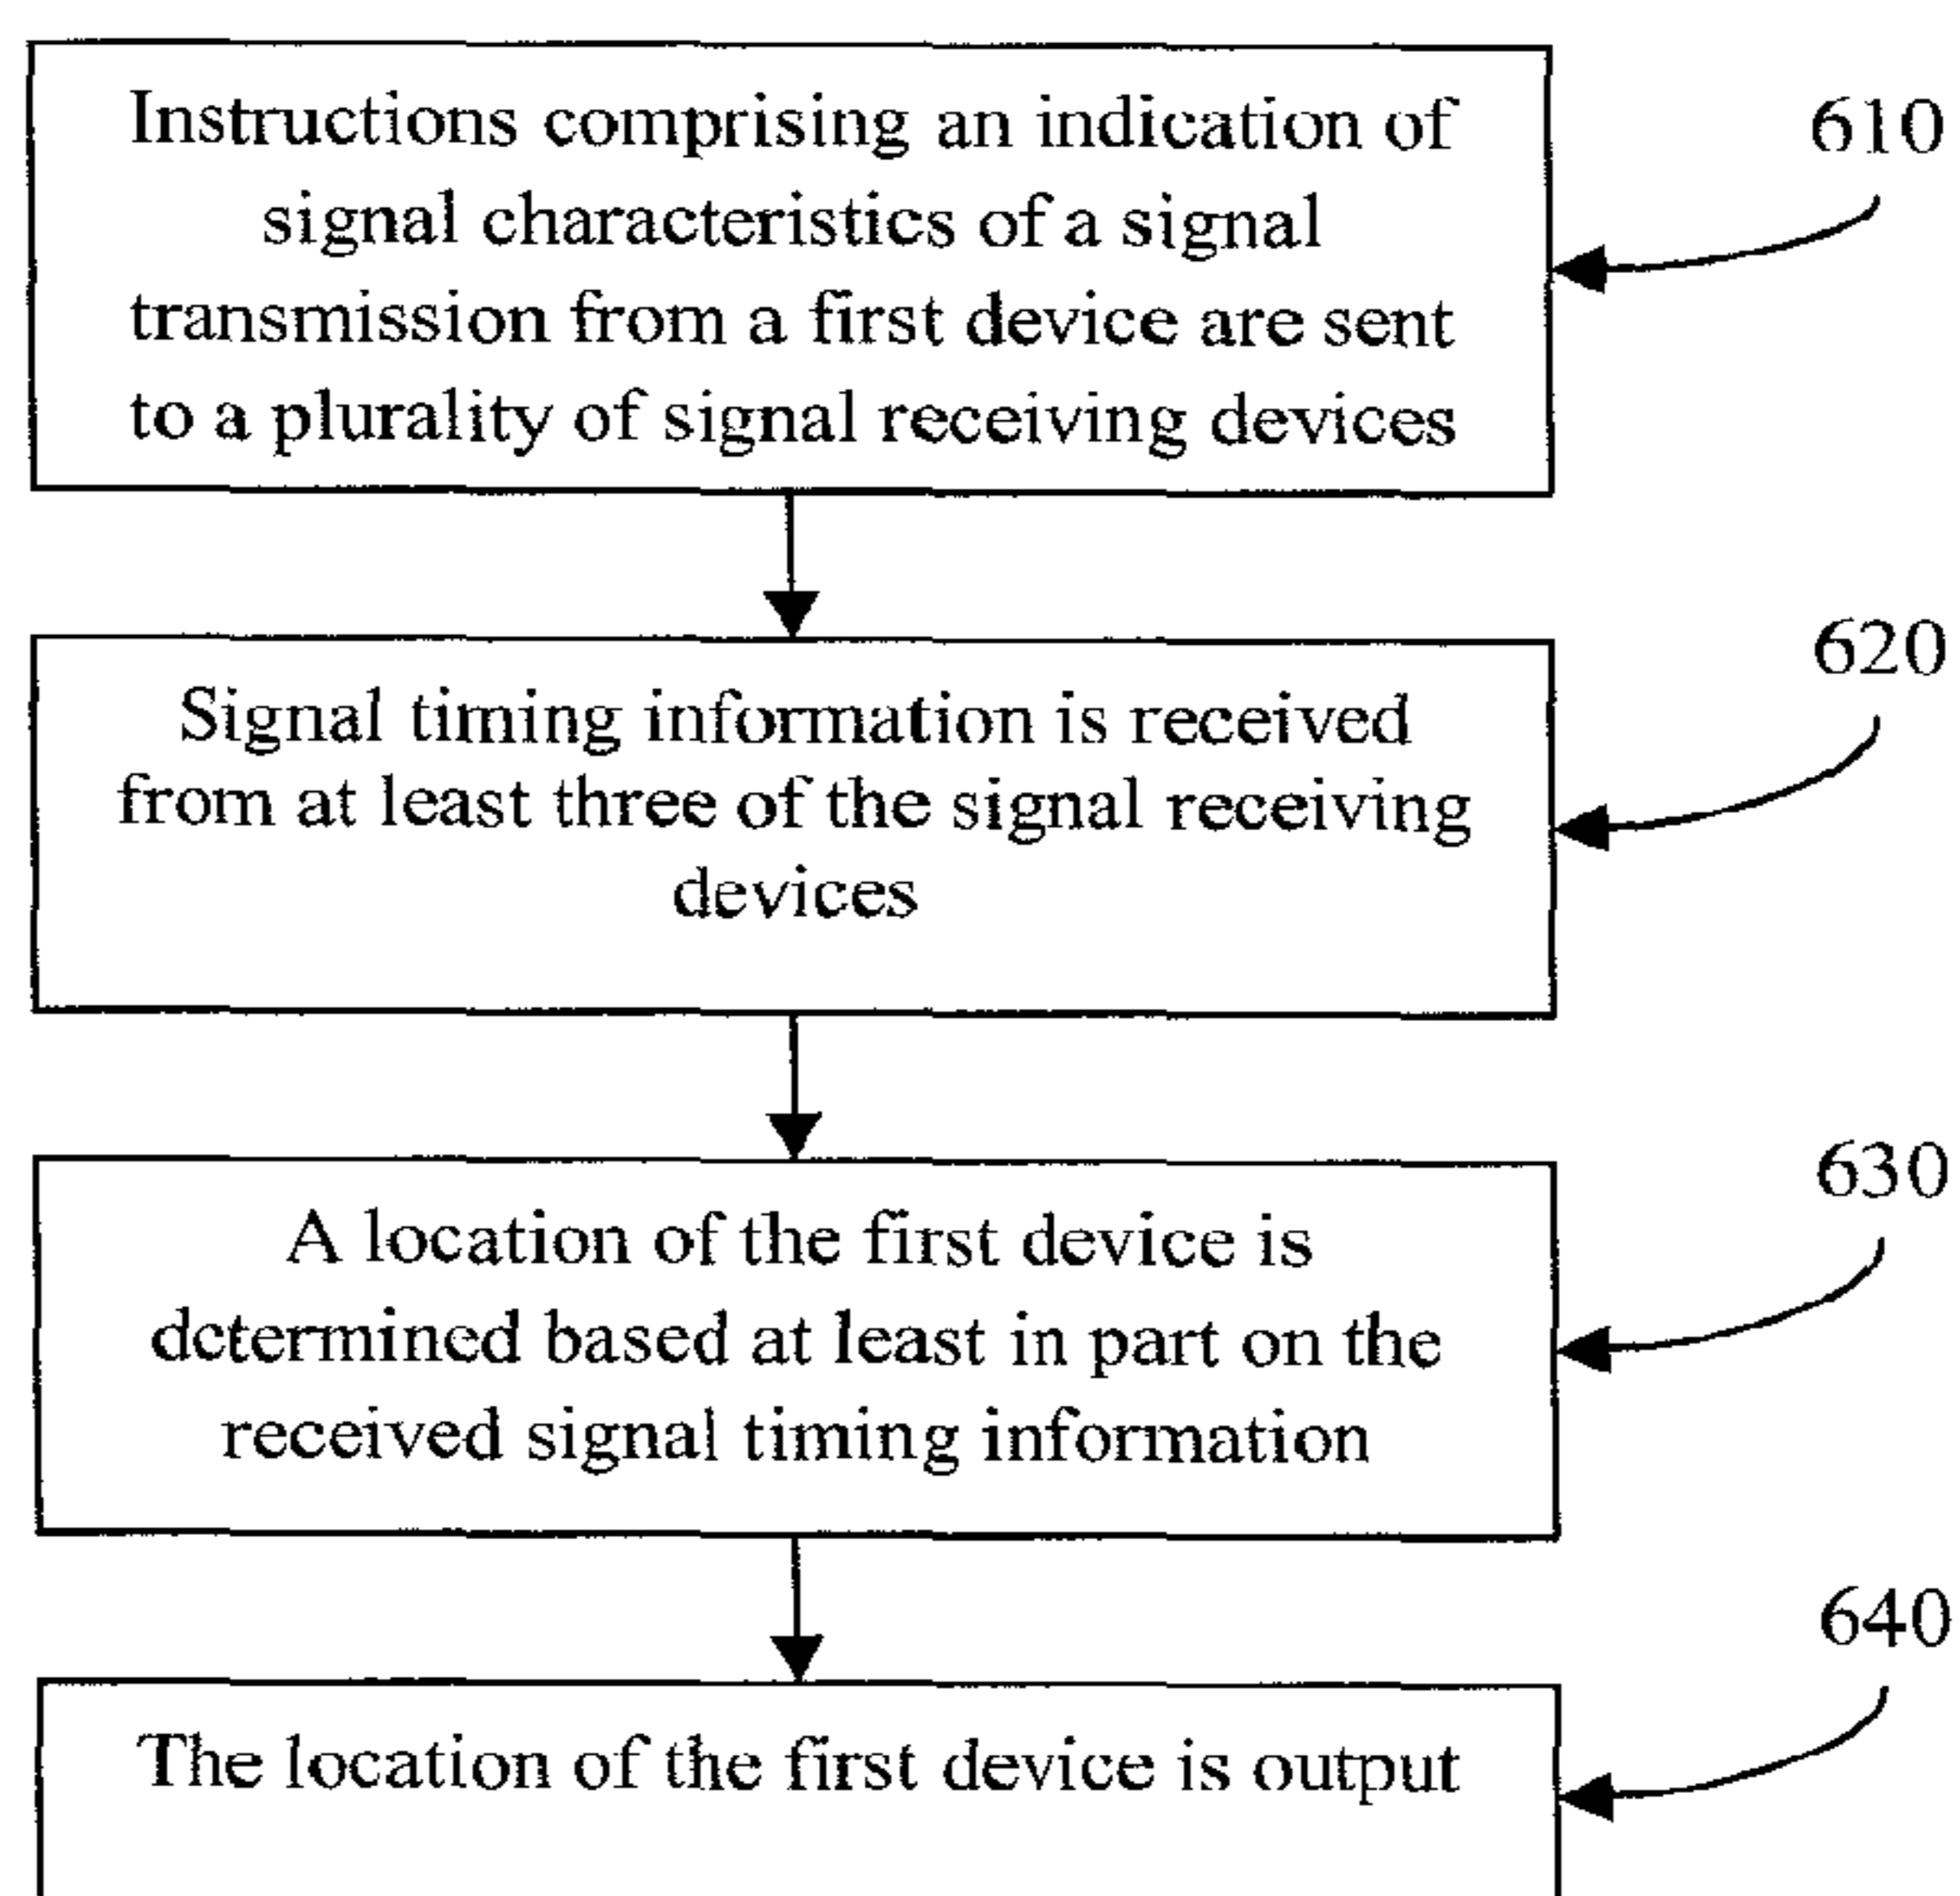 Instructions comprising an indication of
signal characteristics of a signal
transmission from a first device are sent
to a plurality of signal receiving devices
610
Signal timing information is received
from at least three of the signal receiving
devices
620
A location of the first device is
determined based at least in part on the
received signal timing information
630
The location of the first device is output
640